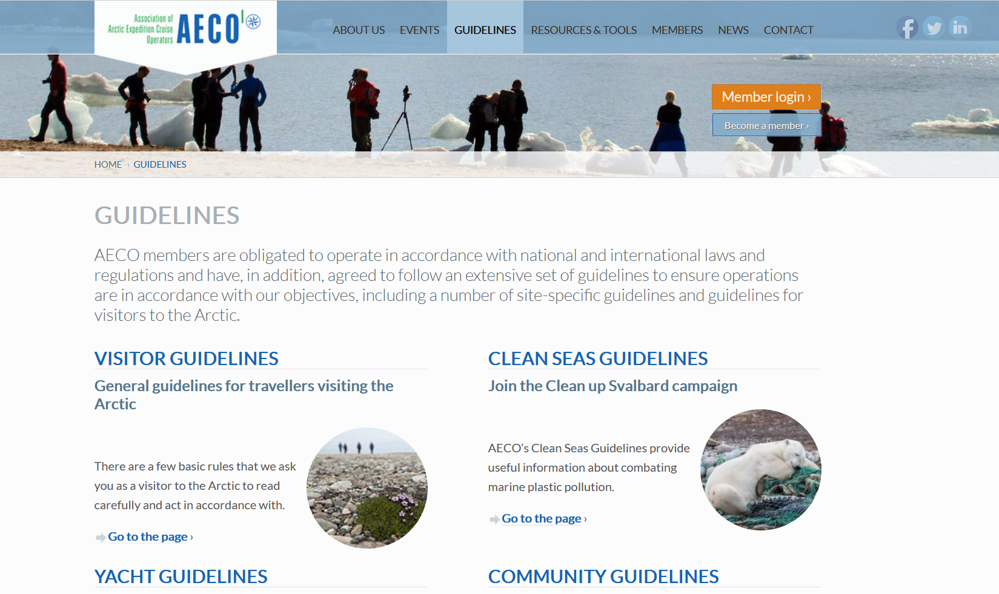 Association of
Arctic Expedition Cruise
Operators
AECO
ABOUT US
EVENTS
GUIDELINES
RESOURCES & TOOLS
MEMBERS
NEWS
CONTACT
Member login ›
Become a member ›
HOME › GUIDELINES
GUIDELINES
AECO members are obligated to operate in accordance with national and international laws and
regulations and have, in addition, agreed to follow an extensive set of guidelines to ensure operations
are in accordance with our objectives, including a number of site-specific guidelines and guidelines for
visitors to the Arctic.
VISITOR GUIDELINES
General guidelines for travellers visiting the
Arctic
There are a few basic rules that we ask
you as a visitor to the Arctic to read
carefully and act in accordance with.
Go to the page ›
CLEAN SEAS GUIDELINES
Join the Clean up Svalbard campaign
AECO’s Clean Seas Guidelines provide
useful information about combating
marine plastic pollution.
Go to the page ›
YACHT GUIDELINES
COMMUNITY GUIDELINES